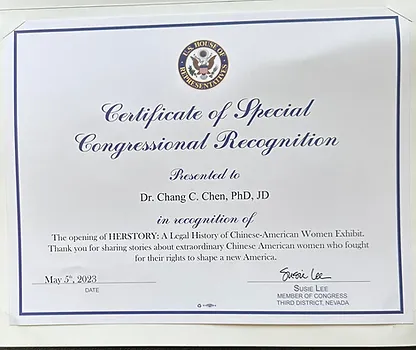 U.S. HOUSE OF
REPRESENTATIVES
Certificate of Special
Congressional Recognition
Presented to
Dr. Chang C. Chen, PhD, JD
in recognition of
The opening of HERSTORY: A Legal History of Chinese-American Women Exhibit.
Thank you for sharing stories about extraordinary Chinese American women who fought
for their rights to shape a new America.
May 5th, 2023
DATE
Susie Lee
SUSIE LEE
MEMBER OF CONGRESS
THIRD DISTRICT, NEVADA